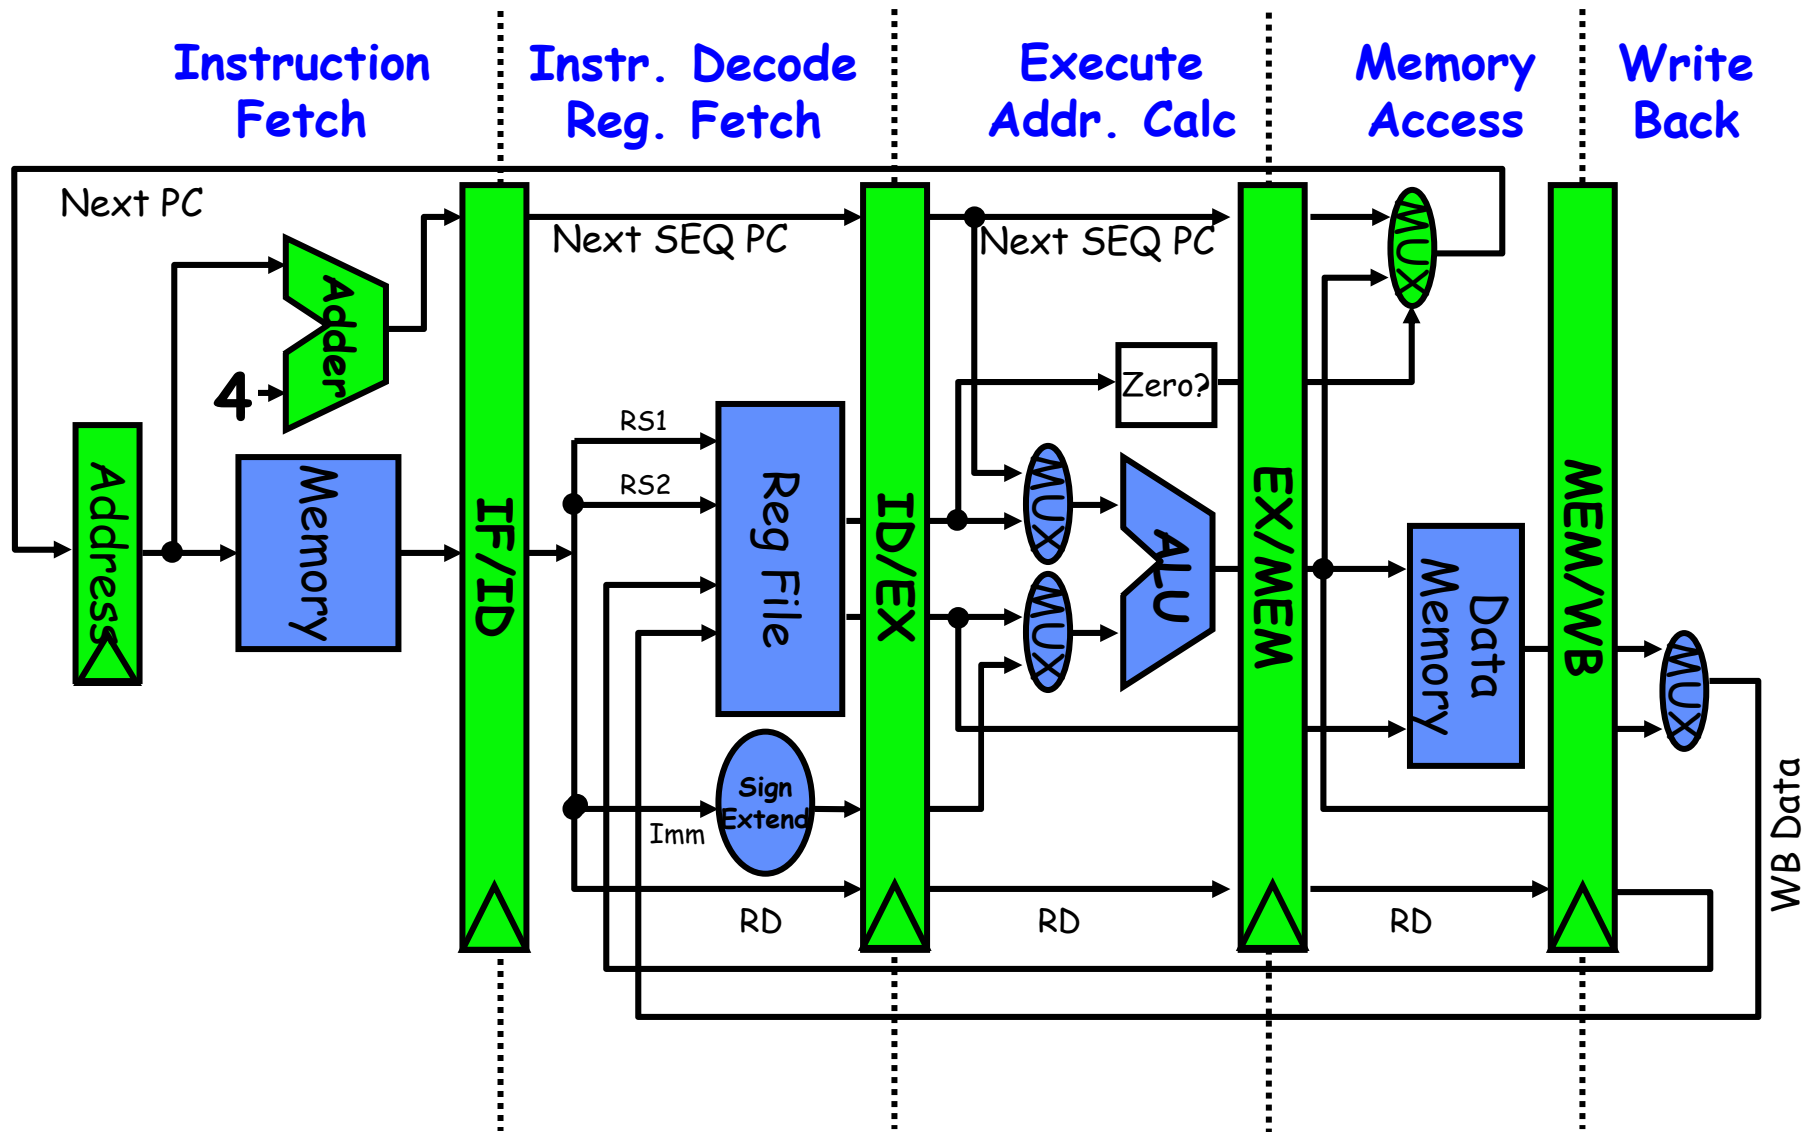 Instruction
Fetch
Instr. Decode
Reg. Fetch
Execute
Addr. Calc
Memory
Access
Write
Back
Next PC
Next SEQ PC
Next SEQ PC
MUX
Adder
4
Zero?
RS1
RS2
Address
Memory
IF/ID
Reg File
ID/EX
MUX
MUX
ALU
EX/MEM
Data
Memory
MEM/WB
MUX
Sign
Extend
Imm
WB Data
RD
RD
RD